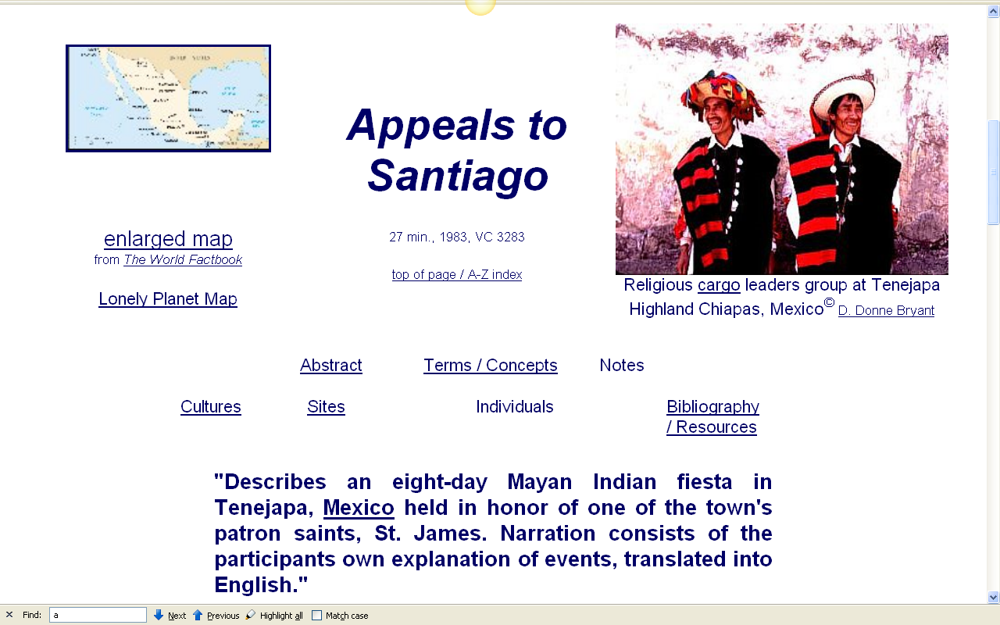 Appeals to
Santiago
enlarged map
from The World Factbook
Lonely Planet Map
27 min., 1983, VC 3283
top of page / A-Z index
Religious cargo leaders group at Tenejapa
Highland Chiapas, Mexico© D. Donne Bryant
Abstract Terms / Concepts Notes
Cultures Sites Individuals Bibliography
/ Resources
"Describes an eight-day Mayan Indian fiesta in
Tenejapa, Mexico held in honor of one of the town's
patron saints, St. James. Narration consists of the
participants own explanation of events, translated into
English."
Find: a Next Previous Highlight all Match case